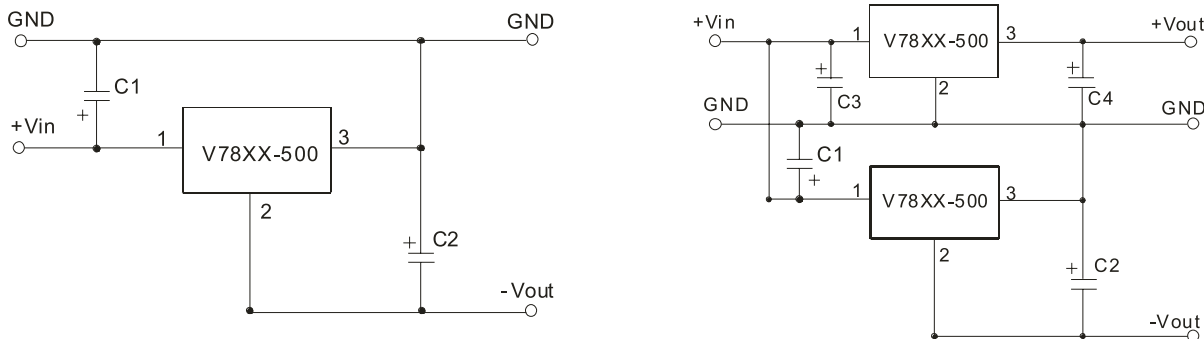 GND GND
+ C1
+Vin 1 V78XX-500 3
2
+ C2
-Vout
+Vin 1 V78XX-500 3 +Vout
+ C3 2 + C4
GND GND
C1 +
1 V78XX-500 3
2
+ C2
-Vout